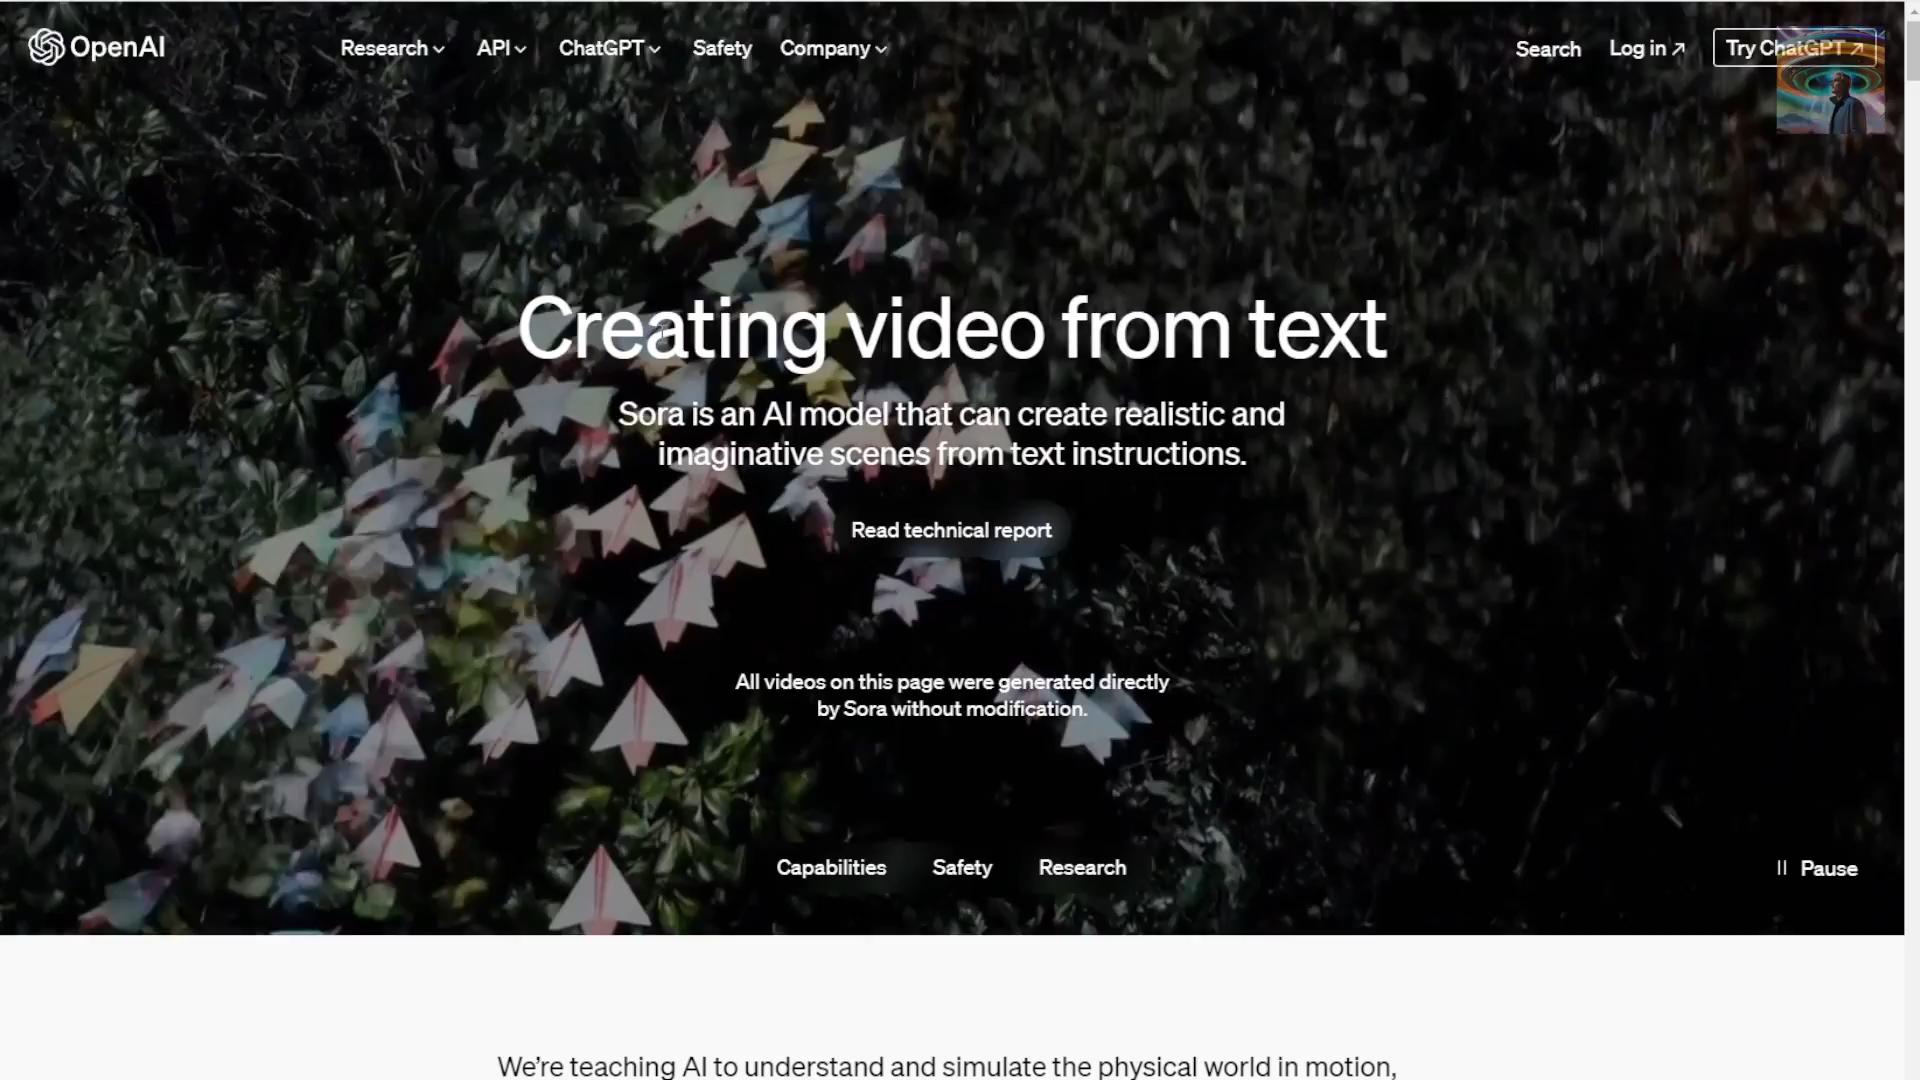 OpenAI
Research
API
ChatGPT
Safety
Company
Search
Log in
Try ChatGPT
Creating video from text
Sora is an AI model that can create realistic and
imaginative scenes from text instructions.
Read technical report
All videos on this page were generated directly
by Sora without modification.
Capabilities
Safety
Research
Pause
We're teaching AI to understand and simulate the physical world in motion,